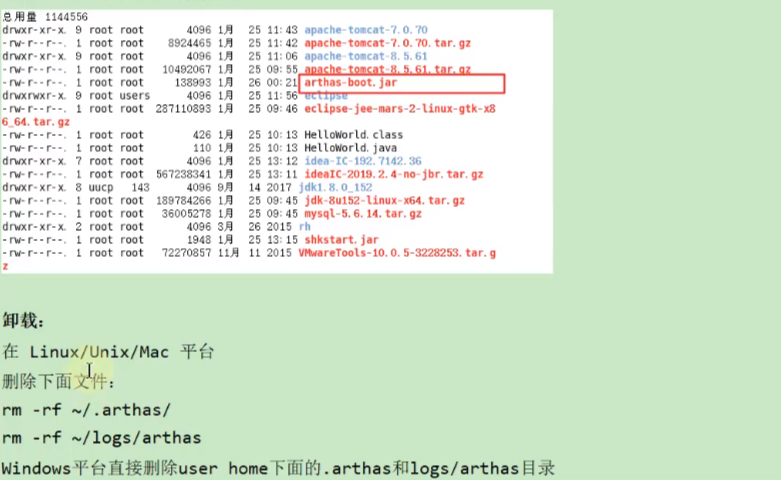 总用量 1144556
drwxr-xr-x. 9 root root 4096 1月 25 11:43 apache-tomcat-7.0.70
-rw-r--r--. 1 root root 8924465 1月 25 11:42 apache-tomcat-7.0.70.tar.gz
drwxr-xr-x. 9 root root 4096 1月 25 11:06 apache-tomcat-8.5.61
-rw-r--r--. 1 root root 10492067 1月 25 09:55 apache-tomcat-8.5.61.tar.gz
-rw-r--r--. 1 root root 138993 1月 26 00:21 arthas-boot.jar
drwxrwxr-x. 9 root users 4096 1月 25 11:56 eclipse
-rw-r--r--. 1 root root 287110893 1月 25 09:46 eclipse-jee-mars-2-linux-gtk-x8
6_64.tar.gz
-rw-r--r--. 1 root root 426 1月 25 10:13 HelloWorld.class
-rw-r--r--. 1 root root 110 1月 25 10:13 HelloWorld.java
drwxr-xr-x. 7 root root 4096 1月 25 13:12 idea-IC-192.7142.36
-rw-r--r--. 1 root root 567238341 1月 25 13:11 ideaIC-2019.2.4-no-jbr.tar.gz
drwxr-xr-x. 8 uucp 143 4096 9月 14 2017 jdk1.8.0_152
-rw-r--r--. 1 root root 189784266 1月 25 09:45 jdk-8u152-linux-x64.tar.gz
-rw-r--r--. 1 root root 36005278 1月 25 09:45 mysql-5.6.14.tar.gz
drwxr-xr-x. 2 root root 4096 3月 26 2015 rh
-rw-r--r--. 1 root root 1948 1月 25 13:15 shkstart.jar
-rw-r--r--. 1 root root 72270857 11月 11 2015 VMwareTools-10.0.5-3228253.tar.g
z
卸载：
在 Linux/Unix/Mac 平台
删除下面文件：
rm -rf ~/.arthas/
rm -rf ~/logs/arthas
Windows平台直接删除user home下面的.arthas和logs/arthas目录